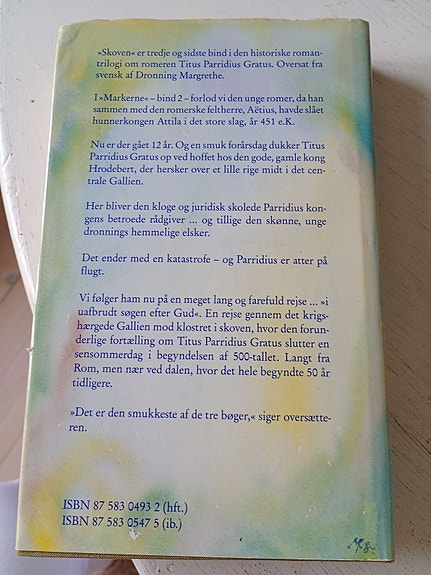 »Skoven« er tredje og sidste bind i den historiske roman-
trilogi om romeren Titus Parridius Gratus. Oversat fra
svensk af Dronning Margrethe.
I »Markerne« – bind 2 – forlod vi den unge romer, da han
sammen med den romerske feltherre, Aëtius, havde slået
hunnerkongen Attila i det store slag, år 451 e.K.
Nu er der gået 12 år. Og en smuk forårsdag dukker Titus
Parridius Gratus op ved hoffet hos den gode, gamle kong
Hrodebert, der hersker over et lille rige midt i det cen-
trale Gallien.
Her bliver den kloge og juridisk skolede Parridius kon-
gens betroede rådgiver ... og tillige den skønne, unge
dronnings hemmelige elsker.
Det ender med en katastrofe – og Parridius er atter på
flugt.
Vi følger ham nu på en meget lang og farefuld rejse ... »i
uafbrudt søgen efter Gud«. En rejse gennem det krigs-
hærgede Gallien mod klostret i skoven, hvor den forun-
derlige fortælling om Titus Parridius Gratus slutter en
sensommerdag i begyndelsen af 500-tallet. Langt fra
Rom, men nær ved dalen, hvor det hele begyndte 50 år
tidligere.
»Det er den smukkeste af de tre bøger,« siger oversætte-
ren.
ISBN 87 583 0493 2 (hft.)
ISBN 87 583 0547 5 (ib.)